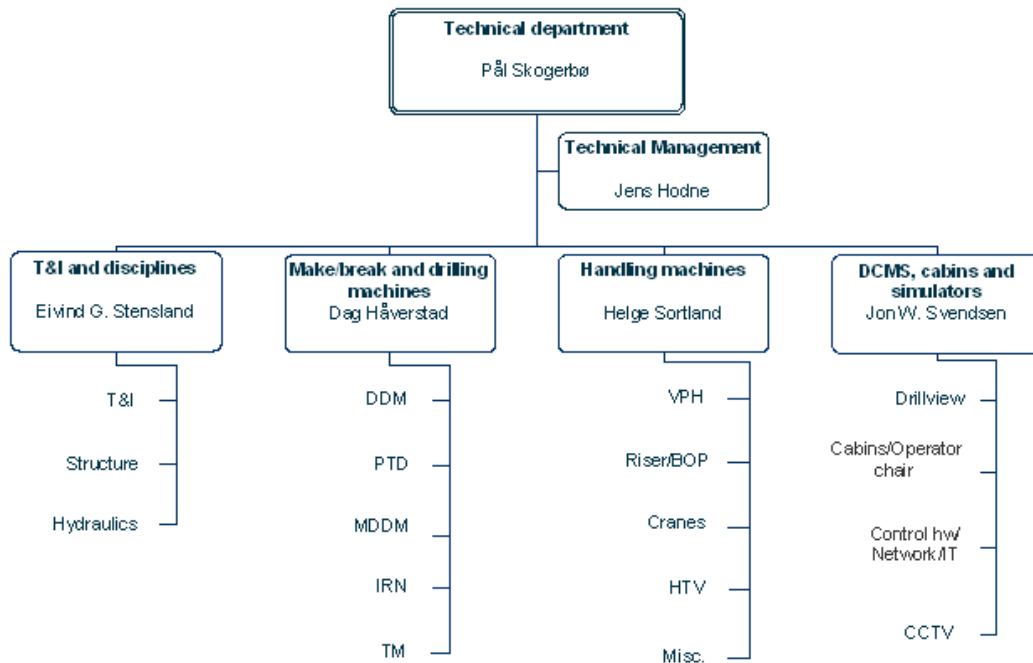 Technical department
Pål Skogerbø
Technical Management
Jens Hodne
T&I and disciplines
Eivind G. Stensland
Make/break and drilling
machines
Dag Håverstad
Handling machines
Helge Sortland
DCMS, cabins and
simulators
Jon W. Svendsen
T&I
Structure
Hydraulics
DDM
PTD
MDDM
IRN
TM
VPH
Riser/BOP
Cranes
HTV
Misc.
Drillview
Cabins/Operator
chair
Control hw/
Network/IT
CCTV